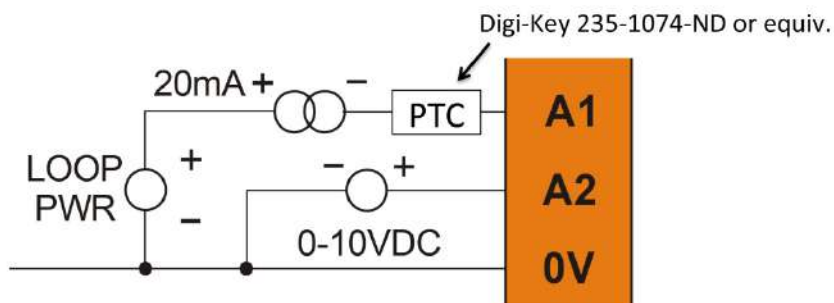 Digi-Key 235-1074-ND or equiv.
20mA + −
PTC
A1
LOOP
PWR
+
−
− +
A2
0-10VDC
0V